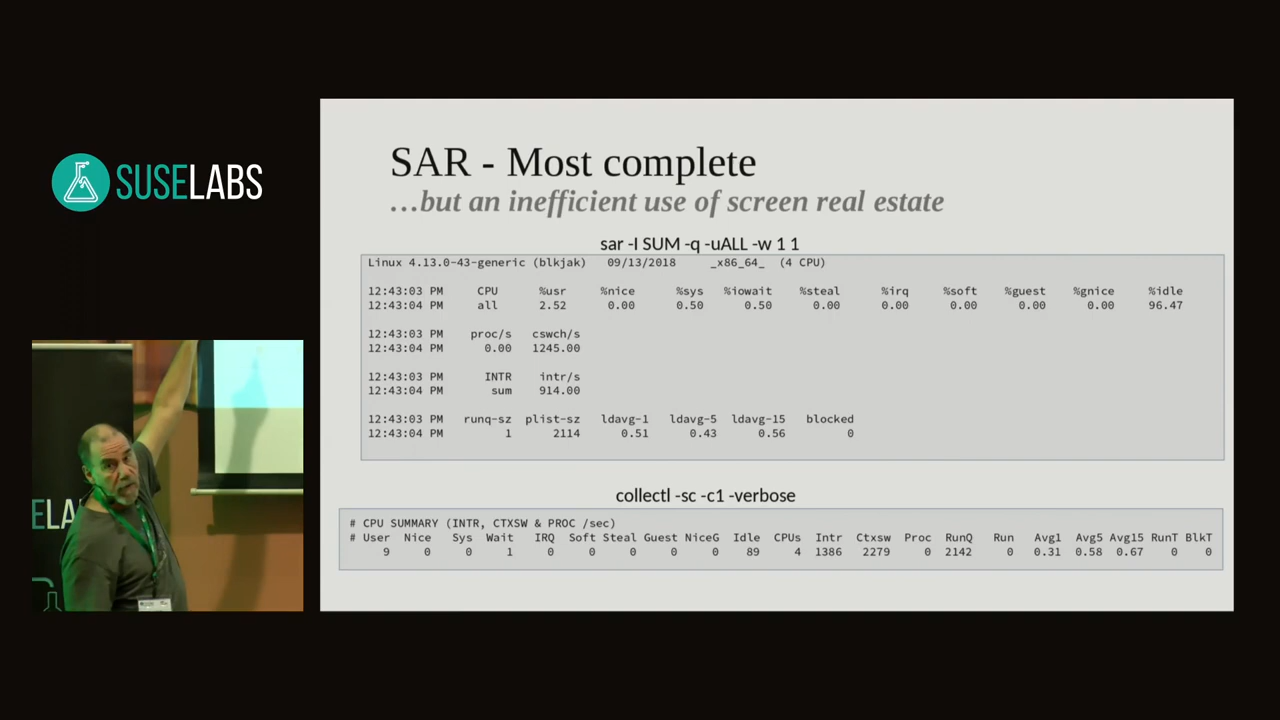 SUSELABS
SAR - Most complete
…but an inefficient use of screen real estate
sar -I SUM -q -uALL -w 1 1
Linux 4.13.0-43-generic (blkjak) 09/13/2018 _x86_64_ (4 CPU)
12:43:03 PM CPU %usr %nice %sys %iowait %steal %irq %soft %guest %gnice %idle
12:43:04 PM all 2.52 0.00 0.50 0.50 0.00 0.00 0.00 0.00 0.00 96.47
12:43:03 PM proc/s cswch/s
12:43:04 PM 0.00 1245.00
12:43:03 PM INTR intr/s
12:43:04 PM sum 914.00
12:43:03 PM runq-sz plist-sz ldavg-1 ldavg-5 ldavg-15 blocked
12:43:04 PM 1 2114 0.51 0.43 0.56 0
collectl -sc -c1 -verbose
# CPU SUMMARY (INTR, CTXSW & PROC /sec)
# User Nice Sys Wait IRQ Soft Steal Guest NiceG Idle CPUs Intr Ctxsw Proc RunQ Run Avg1 Avg5 Avg15 RunT BlkT
9 0 0 1 0 0 0 0 0 89 4 1386 2279 0 2142 0 0.31 0.58 0.67 0 0
ELA